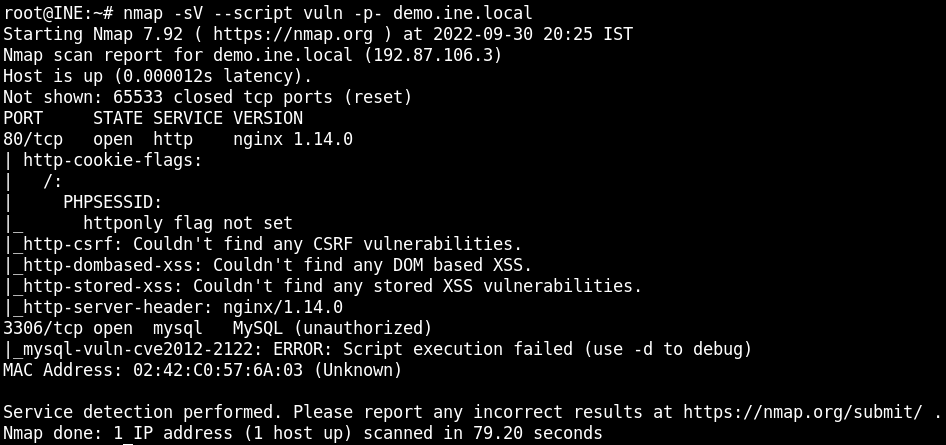 root@INE:~# nmap -sV --script vuln -p- demo.ine.local
Starting Nmap 7.92 ( https://nmap.org ) at 2022-09-30 20:25 IST
Nmap scan report for demo.ine.local (192.87.106.3)
Host is up (0.000012s latency).
Not shown: 65533 closed tcp ports (reset)
PORT     STATE SERVICE VERSION
80/tcp   open  http    nginx 1.14.0
| http-cookie-flags:
|   /:
|     PHPSESSID:
|_      httponly flag not set
|_http-csrf: Couldn't find any CSRF vulnerabilities.
|_http-dombased-xss: Couldn't find any DOM based XSS.
|_http-stored-xss: Couldn't find any stored XSS vulnerabilities.
|_http-server-header: nginx/1.14.0
3306/tcp open  mysql   MySQL (unauthorized)
|_mysql-vuln-cve2012-2122: ERROR: Script execution failed (use -d to debug)
MAC Address: 02:42:C0:57:6A:03 (Unknown)

Service detection performed. Please report any incorrect results at https://nmap.org/submit/ .
Nmap done: 1 IP address (1 host up) scanned in 79.20 seconds